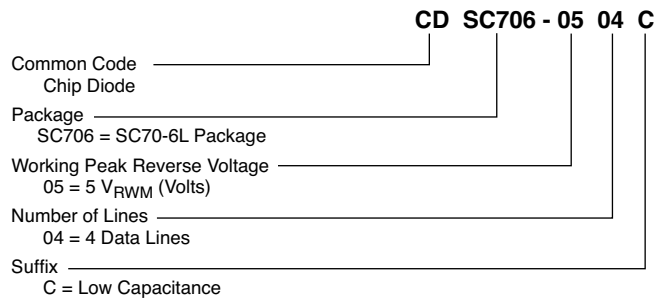 CD SC706 - 05 04 C
Common Code
Chip Diode
Package
SC706 = SC70-6L Package
Working Peak Reverse Voltage
05 = 5 VRWM (Volts)
Number of Lines
04 = 4 Data Lines
Suffix
C = Low Capacitance